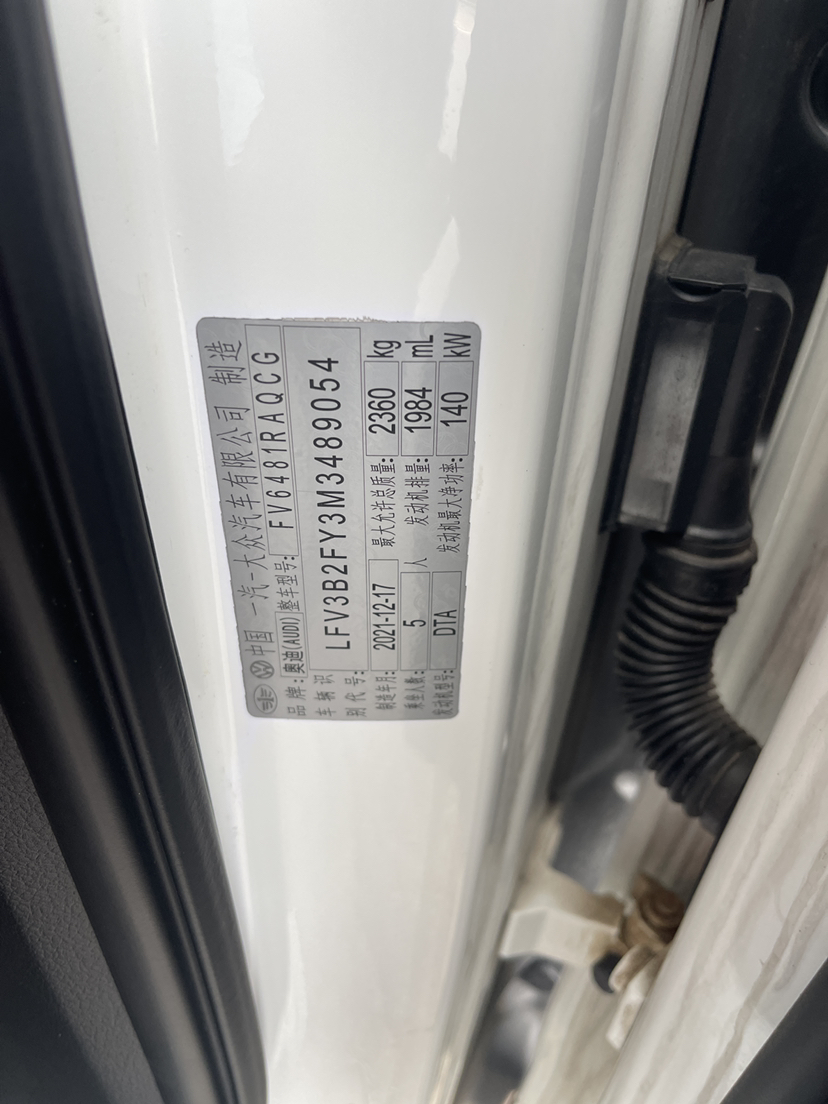 中国 一汽-大众汽车有限公司 制造
品牌:奥迪(AUDI) 整车型号: FV6481RAQCG
车辆识别代号: LFV3B2FY3M3489054
制造年月: 2021-12-17 最大允许总质量: 2360 kg
乘坐人数: 5 人 发动机排量: 1984 mL
发动机型号: DTA 发动机最大净功率: 140 kW